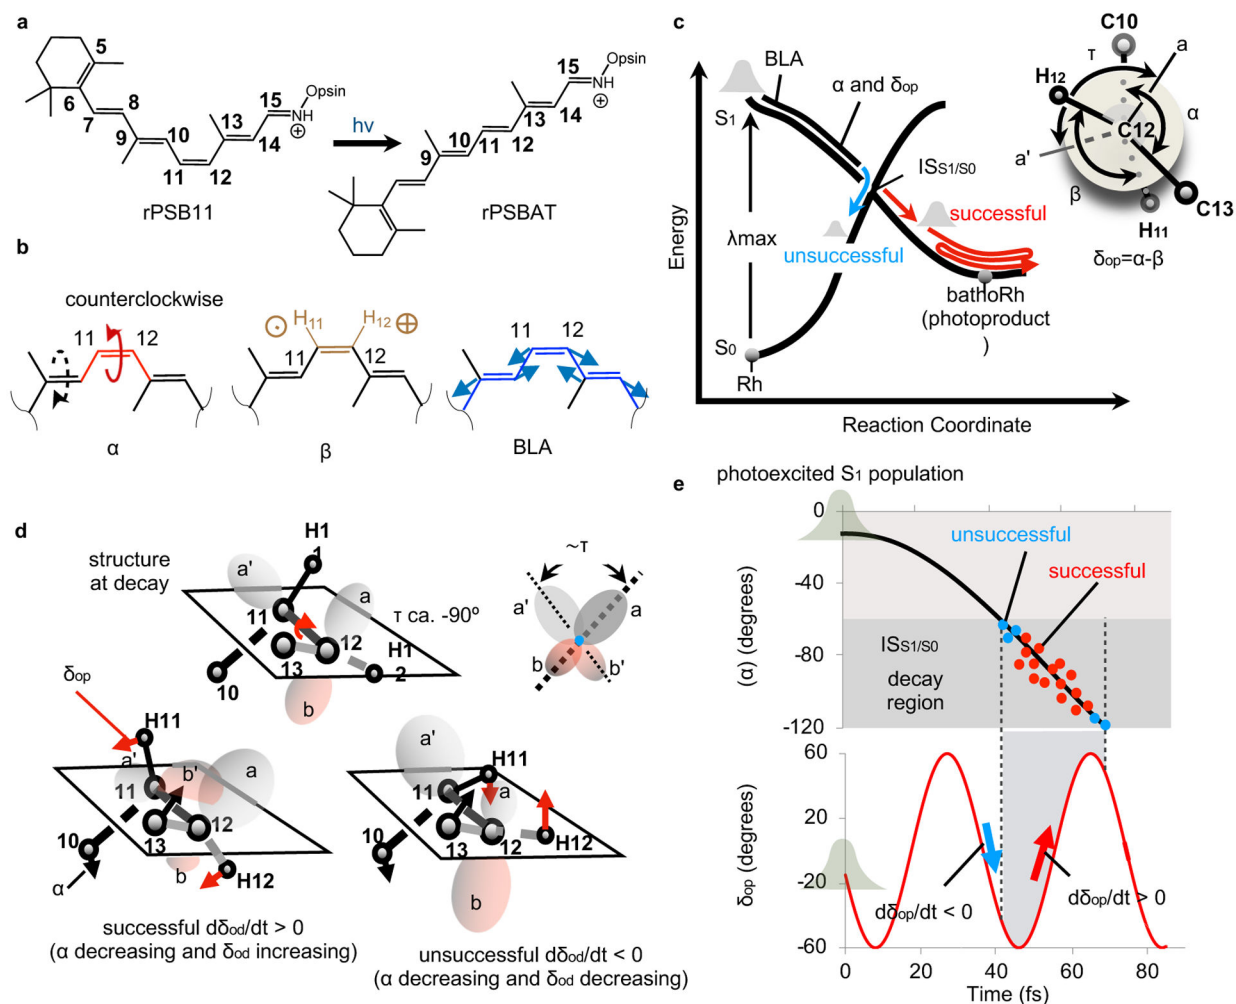 a
5
6
7
8
9
10
11
12
13
14
15
NH
Opsin
⊕
rPSB11
hν
9
10
11
12
13
14
15
NH
Opsin
⊕
rPSBAT
b
counterclockwise
11 12
α
H11 H12
11
12
β
11 12
BLA
c
Energy
S1
S0
BLA
α and δop
ISS1/S0
λmax
unsuccessful
successful
bathoRh
(photoproduct
)
Rh
Reaction Coordinate
C10
τ
a
H12
α
C12
a'
β
C13
H11
δop=α-β
d
structure
at decay
H1
1
a'
a
11
τ ca. -90º
12
H1
2
13
10
b
~τ
a'
a
b
b'
δop
H11
a'
b'
a
11
10
13
12
α
b
H12
successful dδod/dt > 0
(α decreasing and δod increasing)
a'
H11
11
a
10
13
12
H12
b
unsuccessful dδod/dt < 0
(α decreasing and δod decreasing)
photoexcited S1 population
e
0
-40
-80
-120
(α) (degrees)
unsuccessful
successful
ISS1/S0
decay
region
60
20
-20
-60
δop (degrees)
dδop/dt < 0
dδop/dt > 0
0 20 40 60 80
Time (fs)